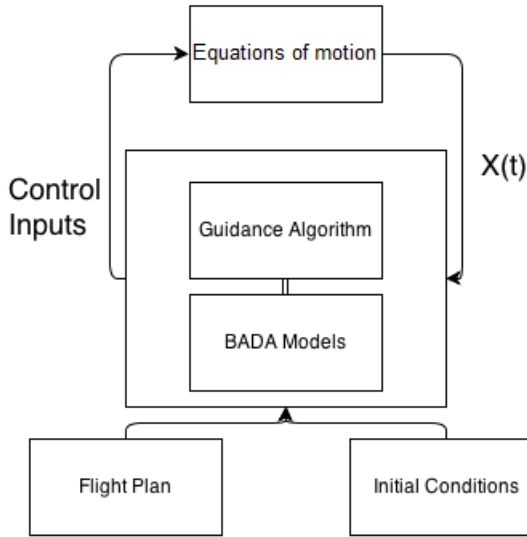 Equations of motion
X(t)
Control
Inputs
Guidance Algorithm
BADA Models
Flight Plan
Initial Conditions